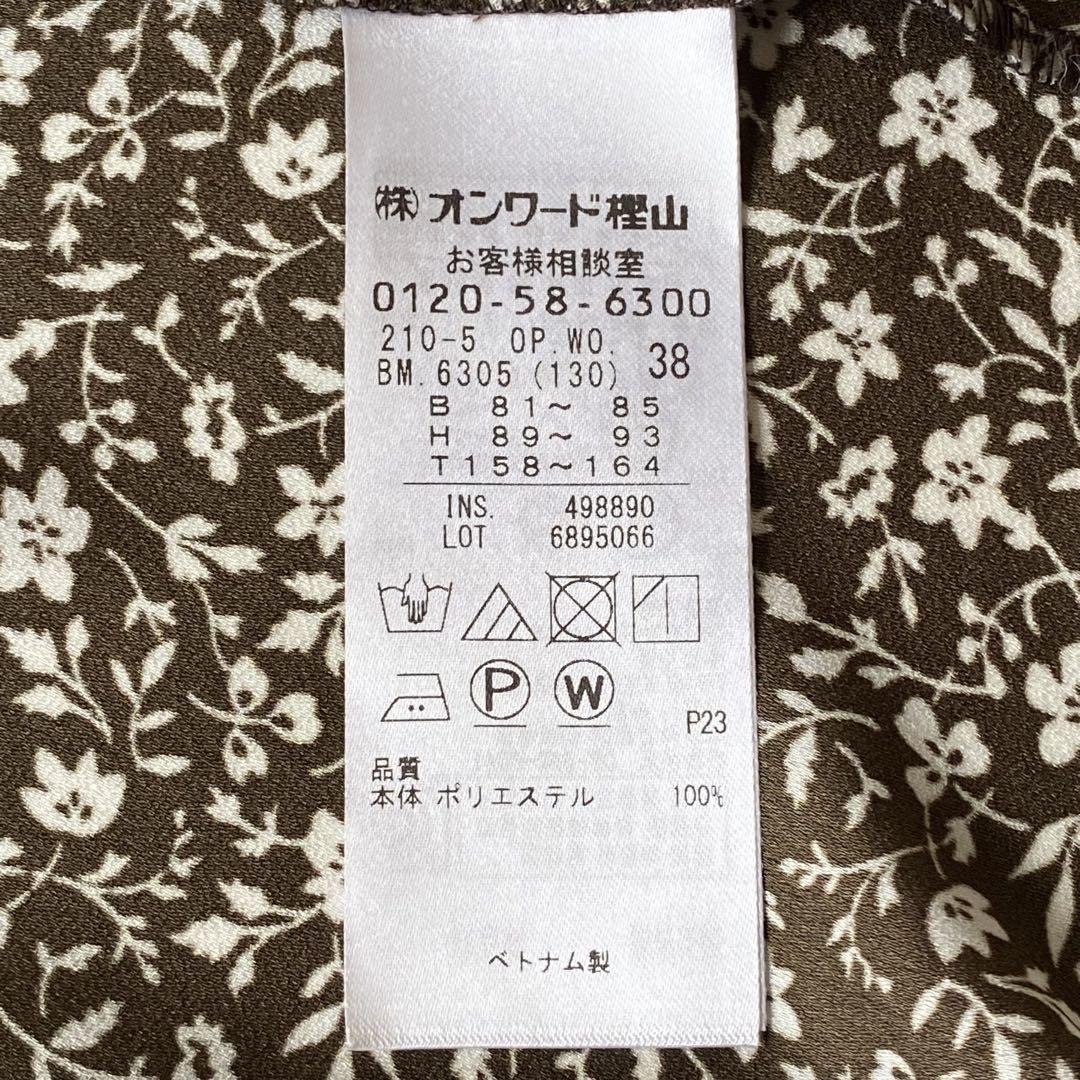 ㈱オンワード樫山
お客様相談室
0120-58-6300
210-5 OP.WO. 38
BM.6305 (130)
B 81～ 85
H 89～ 93
T158～164
INS. 498890
LOT 6895066
P W
P23
品質
本体 ポリエステル 100%
ベトナム製